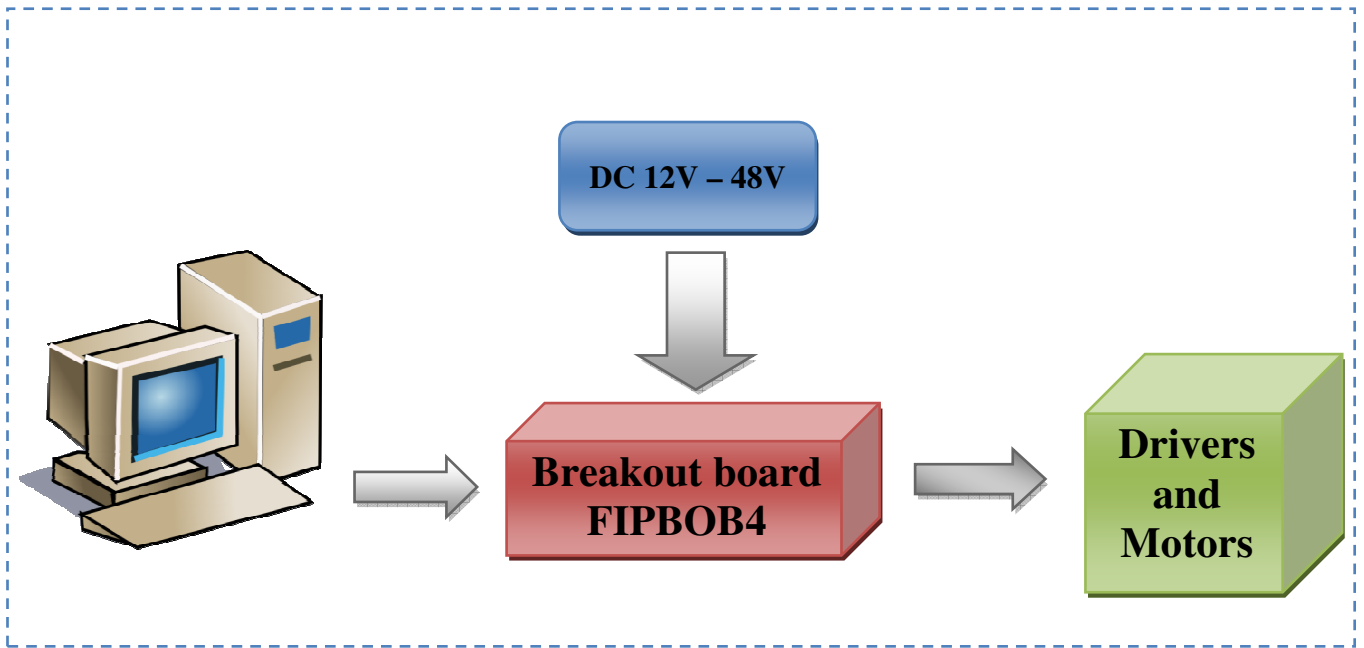 DC 12V – 48V
Breakout board
FIPBOB4
Drivers
and
Motors